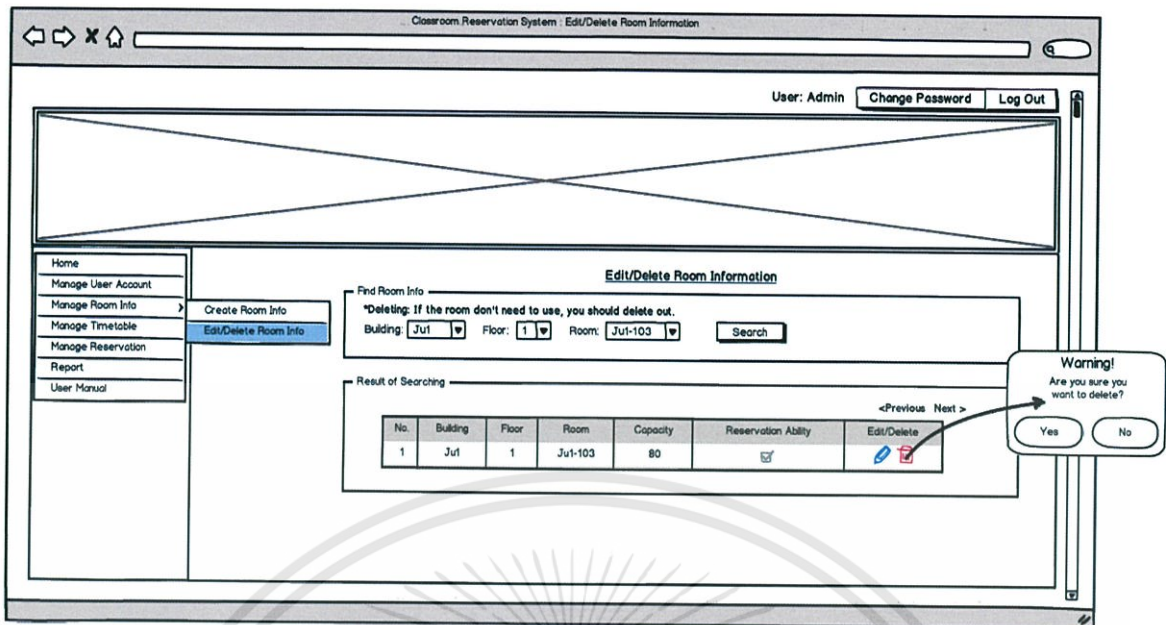 Classroom Reservation System : Edit/Delete Room Information
User: Admin Change Password Log Out
Home
Manage User Account
Manage Room Info
Manage Timetable
Manage Reservation
Report
User Manual
Create Room Info
Edit/Delete Room Info
Edit/Delete Room Information
Find Room Info
*Deleting: If the room don't need to use, you should delete out.
Building: Ju1 Floor: 1 Room: Ju1-103 Search
Result of Searching
<Previous Next >
No. Building Floor Room Capacity Reservation Ability Edit/Delete
1 Ju1 1 Ju1-103 80
Warning!
Are you sure you
want to delete?
Yes No